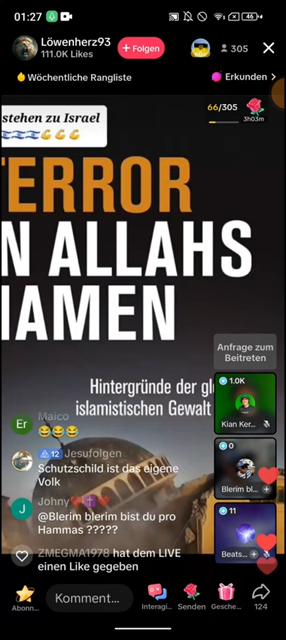 01:27
46
Löwenherz93
111.0K Likes
+ Folgen
305
Wöchentliche Rangliste
Erkunden >
stehen zu Israel
66/305
3h03m
TERROR
N ALLAHS
NAMEN
Anfrage zum
Beitreten
Hintergründe der gl
islamistischen Gewalt
1.0K
Kian Ker...
Er
Maico
0
Blerim bl...
12 Jesufolgen
Schutzschild ist das eigene
Volk
J
Johny
@Blerim blerim bist du pro
Hammas ?????
11
Beats...
ZMEGMA1978 hat dem LIVE
einen Like gegeben
Abonn...
Komment...
Interagi...
Senden
Gesche...
124